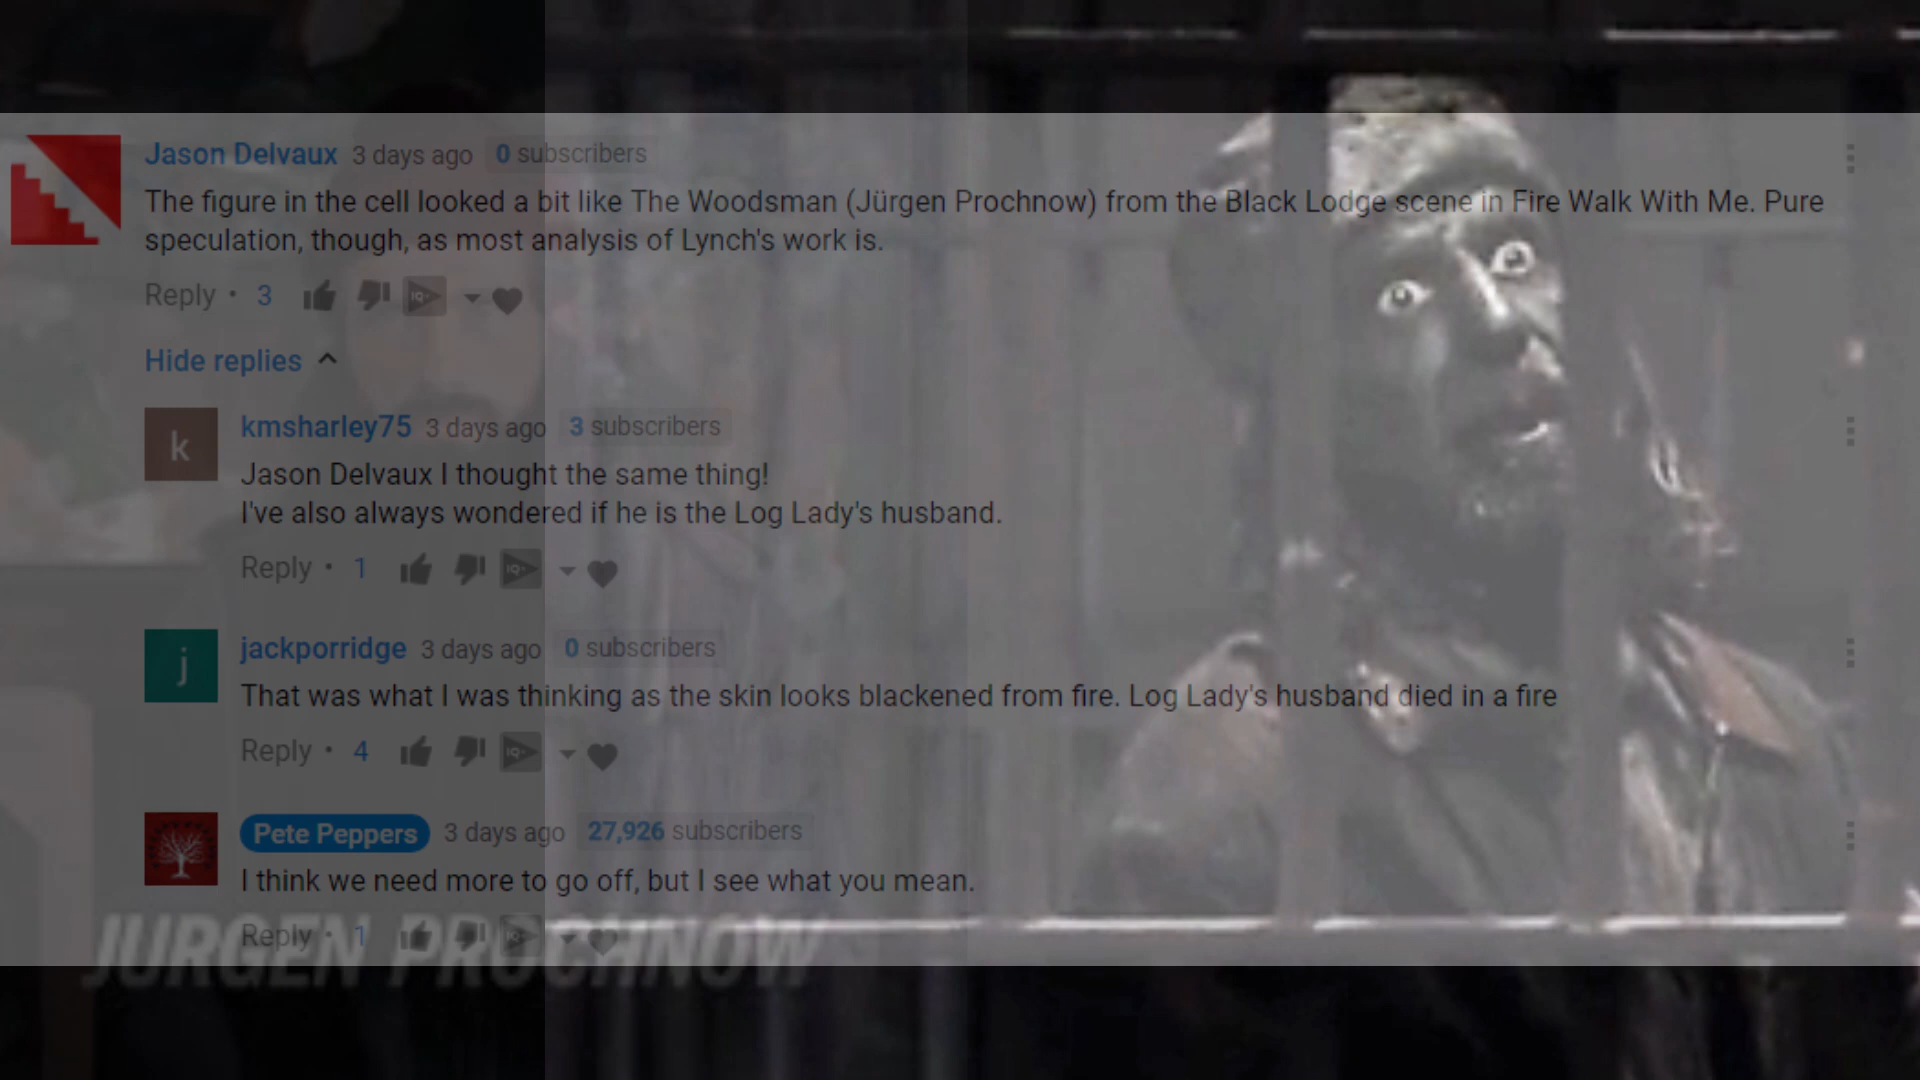 Jason Delvaux 3 days ago 0 subscribers
The figure in the cell looked a bit like The Woodsman (Jürgen Prochnow) from the Black Lodge scene in Fire Walk With Me. Pure
speculation, though, as most analysis of Lynch's work is.
Reply • 3 IQ+
Hide replies
k
kmsharley75 3 days ago 3 subscribers
Jason Delvaux I thought the same thing!
I've also always wondered if he is the Log Lady's husband.
Reply • 1 IQ+
j
jackporridge 3 days ago 0 subscribers
That was what I was thinking as the skin looks blackened from fire. Log Lady's husband died in a fire
Reply • 4 IQ+
Pete Peppers 3 days ago 27,926 subscribers
I think we need more to go off, but I see what you mean.
Reply • 1 IQ+
JURGEN PROCHNOW